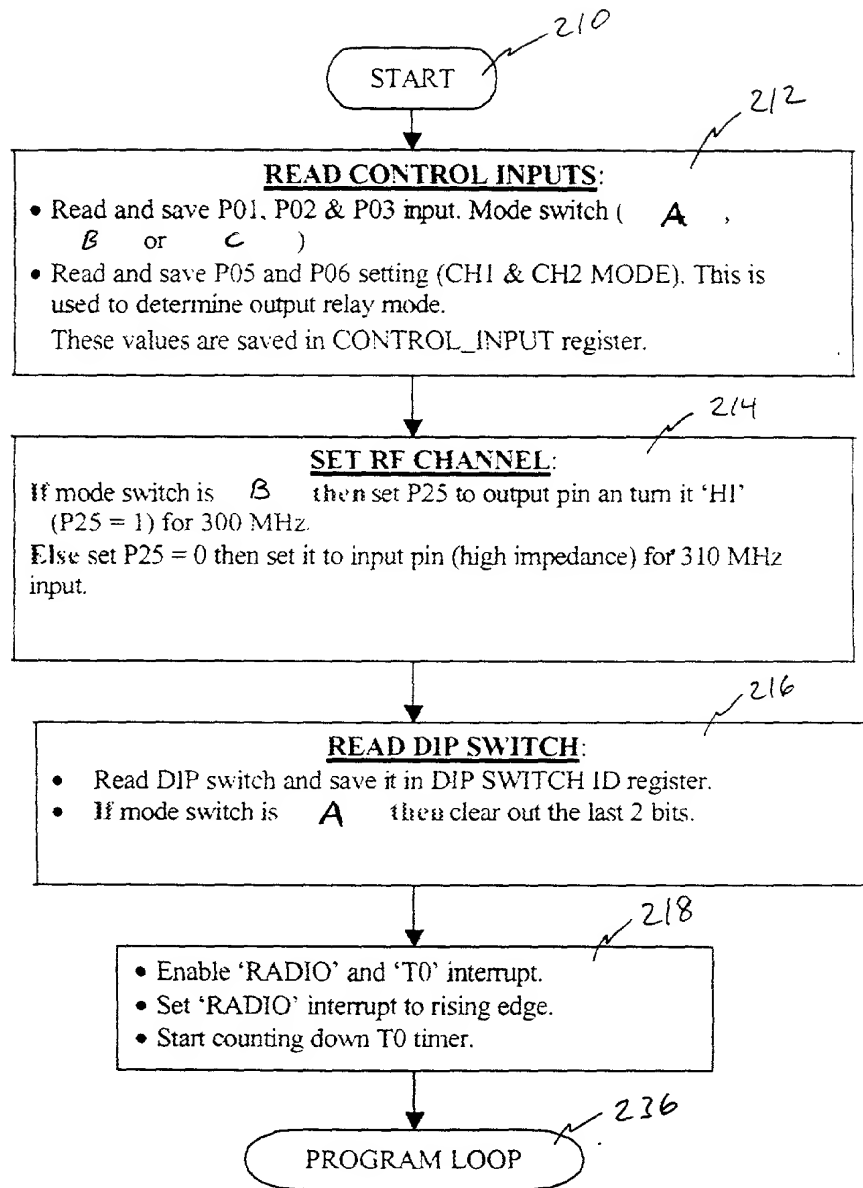 210
START
212
READ CONTROL INPUTS:
• Read and save P01, P02 & P03 input. Mode switch ( A ,
B or C )
• Read and save P05 and P06 setting (CH1 & CH2 MODE). This is
used to determine output relay mode.
These values are saved in CONTROL_INPUT register.
214
SET RF CHANNEL:
If mode switch is B then set P25 to output pin an turn it ‘HI’
(P25 = 1) for 300 MHz.
Else set P25 = 0 then set it to input pin (high impedance) for 310 MHz
input.
216
READ DIP SWITCH:
• Read DIP switch and save it in DIP SWITCH ID register.
• If mode switch is A then clear out the last 2 bits.
218
• Enable ‘RADIO’ and ‘T0’ interrupt.
• Set ‘RADIO’ interrupt to rising edge.
• Start counting down T0 timer.
236
PROGRAM LOOP